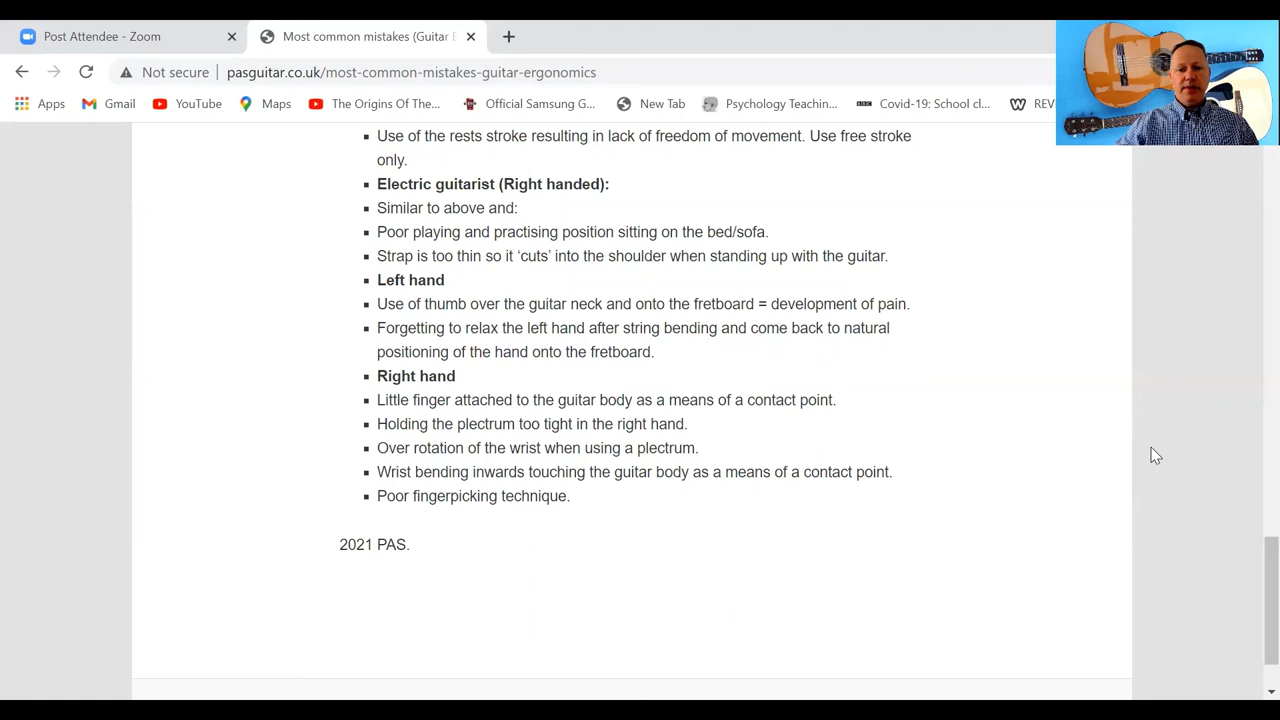 Post Attendee - Zoom
Most common mistakes (Guitar E
Not secure
pasguitar.co.uk/most-common-mistakes-guitar-ergonomics
Apps
Gmail
YouTube
Maps
The Origins Of The...
Official Samsung G...
New Tab
Psychology Teachin...
BBC
Covid-19: School cl...
REV
Use of the rests stroke resulting in lack of freedom of movement. Use free stroke
only.
Electric guitarist (Right handed):
Similar to above and:
Poor playing and practising position sitting on the bed/sofa.
Strap is too thin so it ‘cuts’ into the shoulder when standing up with the guitar.
Left hand
Use of thumb over the guitar neck and onto the fretboard = development of pain.
Forgetting to relax the left hand after string bending and come back to natural
positioning of the hand onto the fretboard.
Right hand
Little finger attached to the guitar body as a means of a contact point.
Holding the plectrum too tight in the right hand.
Over rotation of the wrist when using a plectrum.
Wrist bending inwards touching the guitar body as a means of a contact point.
Poor fingerpicking technique.
2021 PAS.